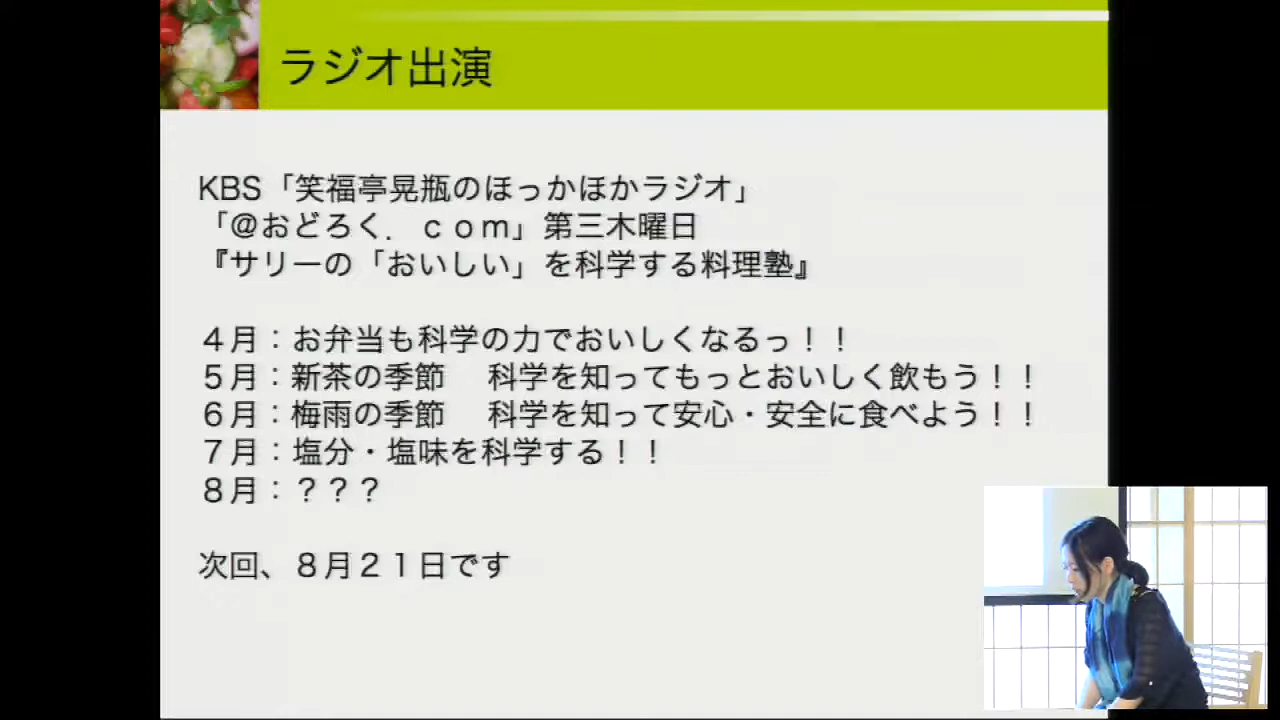 ラジオ出演
KBS「笑福亭晃瓶のほっかほかラジオ」
「＠おどろく．ｃｏｍ」第三木曜日
『サリーの「おいしい」を科学する料理塾』
４月：お弁当も科学の力でおいしくなるっ！！
５月：新茶の季節　科学を知ってもっとおいしく飲もう！！
６月：梅雨の季節　科学を知って安心・安全に食べよう！！
７月：塩分・塩味を科学する！！
８月：？？？
次回、８月２１日です